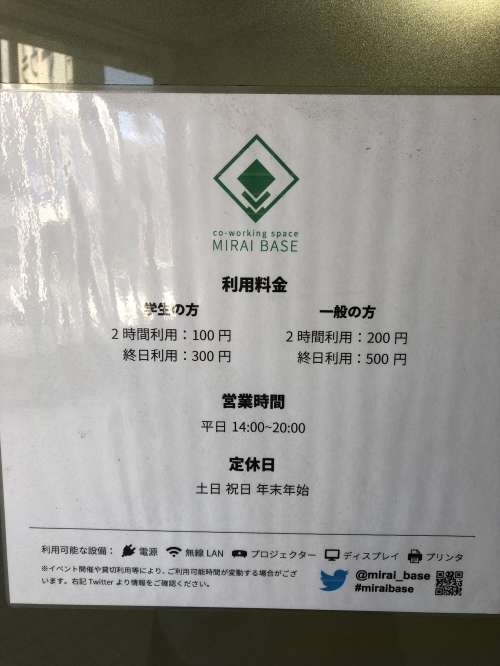 co-working space
MIRAI BASE
利用料金
学生の方
2時間利用：100円
終日利用：300円
一般の方
2時間利用：200円
終日利用：500円
営業時間
平日 14:00~20:00
定休日
土日 祝日 年末年始
利用可能な設備： 電源 無線 LAN プロジェクター ディスプレイ プリンタ
※イベント開催や貸切利用等により、ご利用可能時間が変動する場合がござ
います。右記 Twitter より情報をご確認ください。
@mirai_base
#miraibase